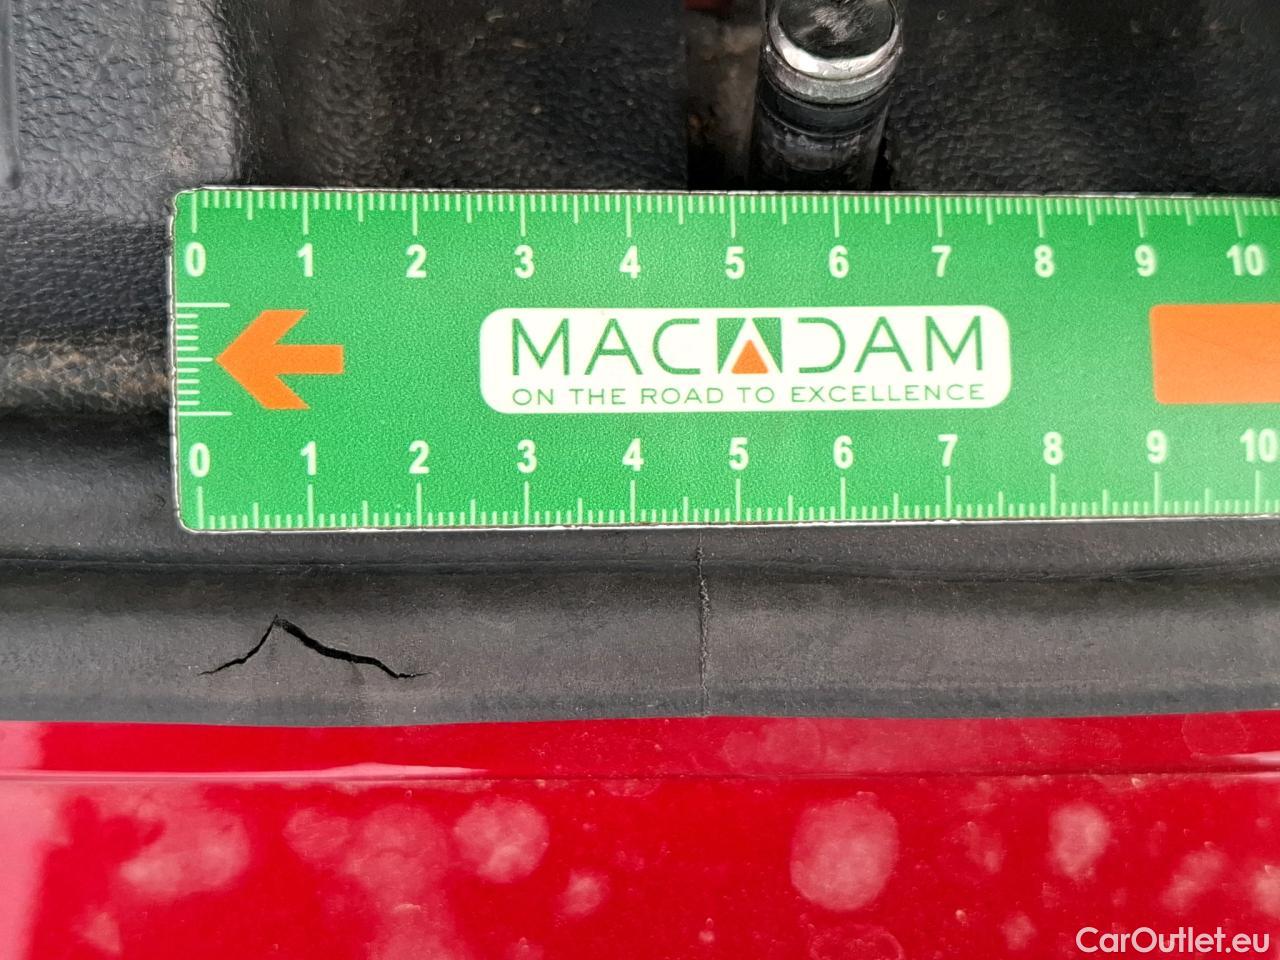 0 1 2 3 4 5 6 7 8 9 10
MACADAM
ON THE ROAD TO EXCELLENCE
0 1 2 3 4 5 6 7 8 9 10
CarOutlet.eu